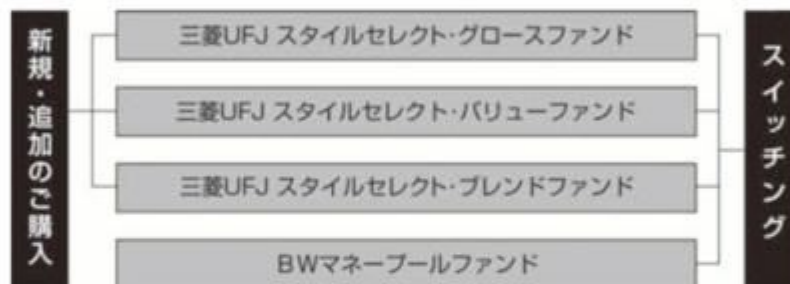 新規・追加のご購入
三菱UFJ スタイルセレクト・グロースファンド
三菱UFJ スタイルセレクト・バリューファンド
三菱UFJ スタイルセレクト・ブレンドファンド
BWマネープールファンド
スイッチング